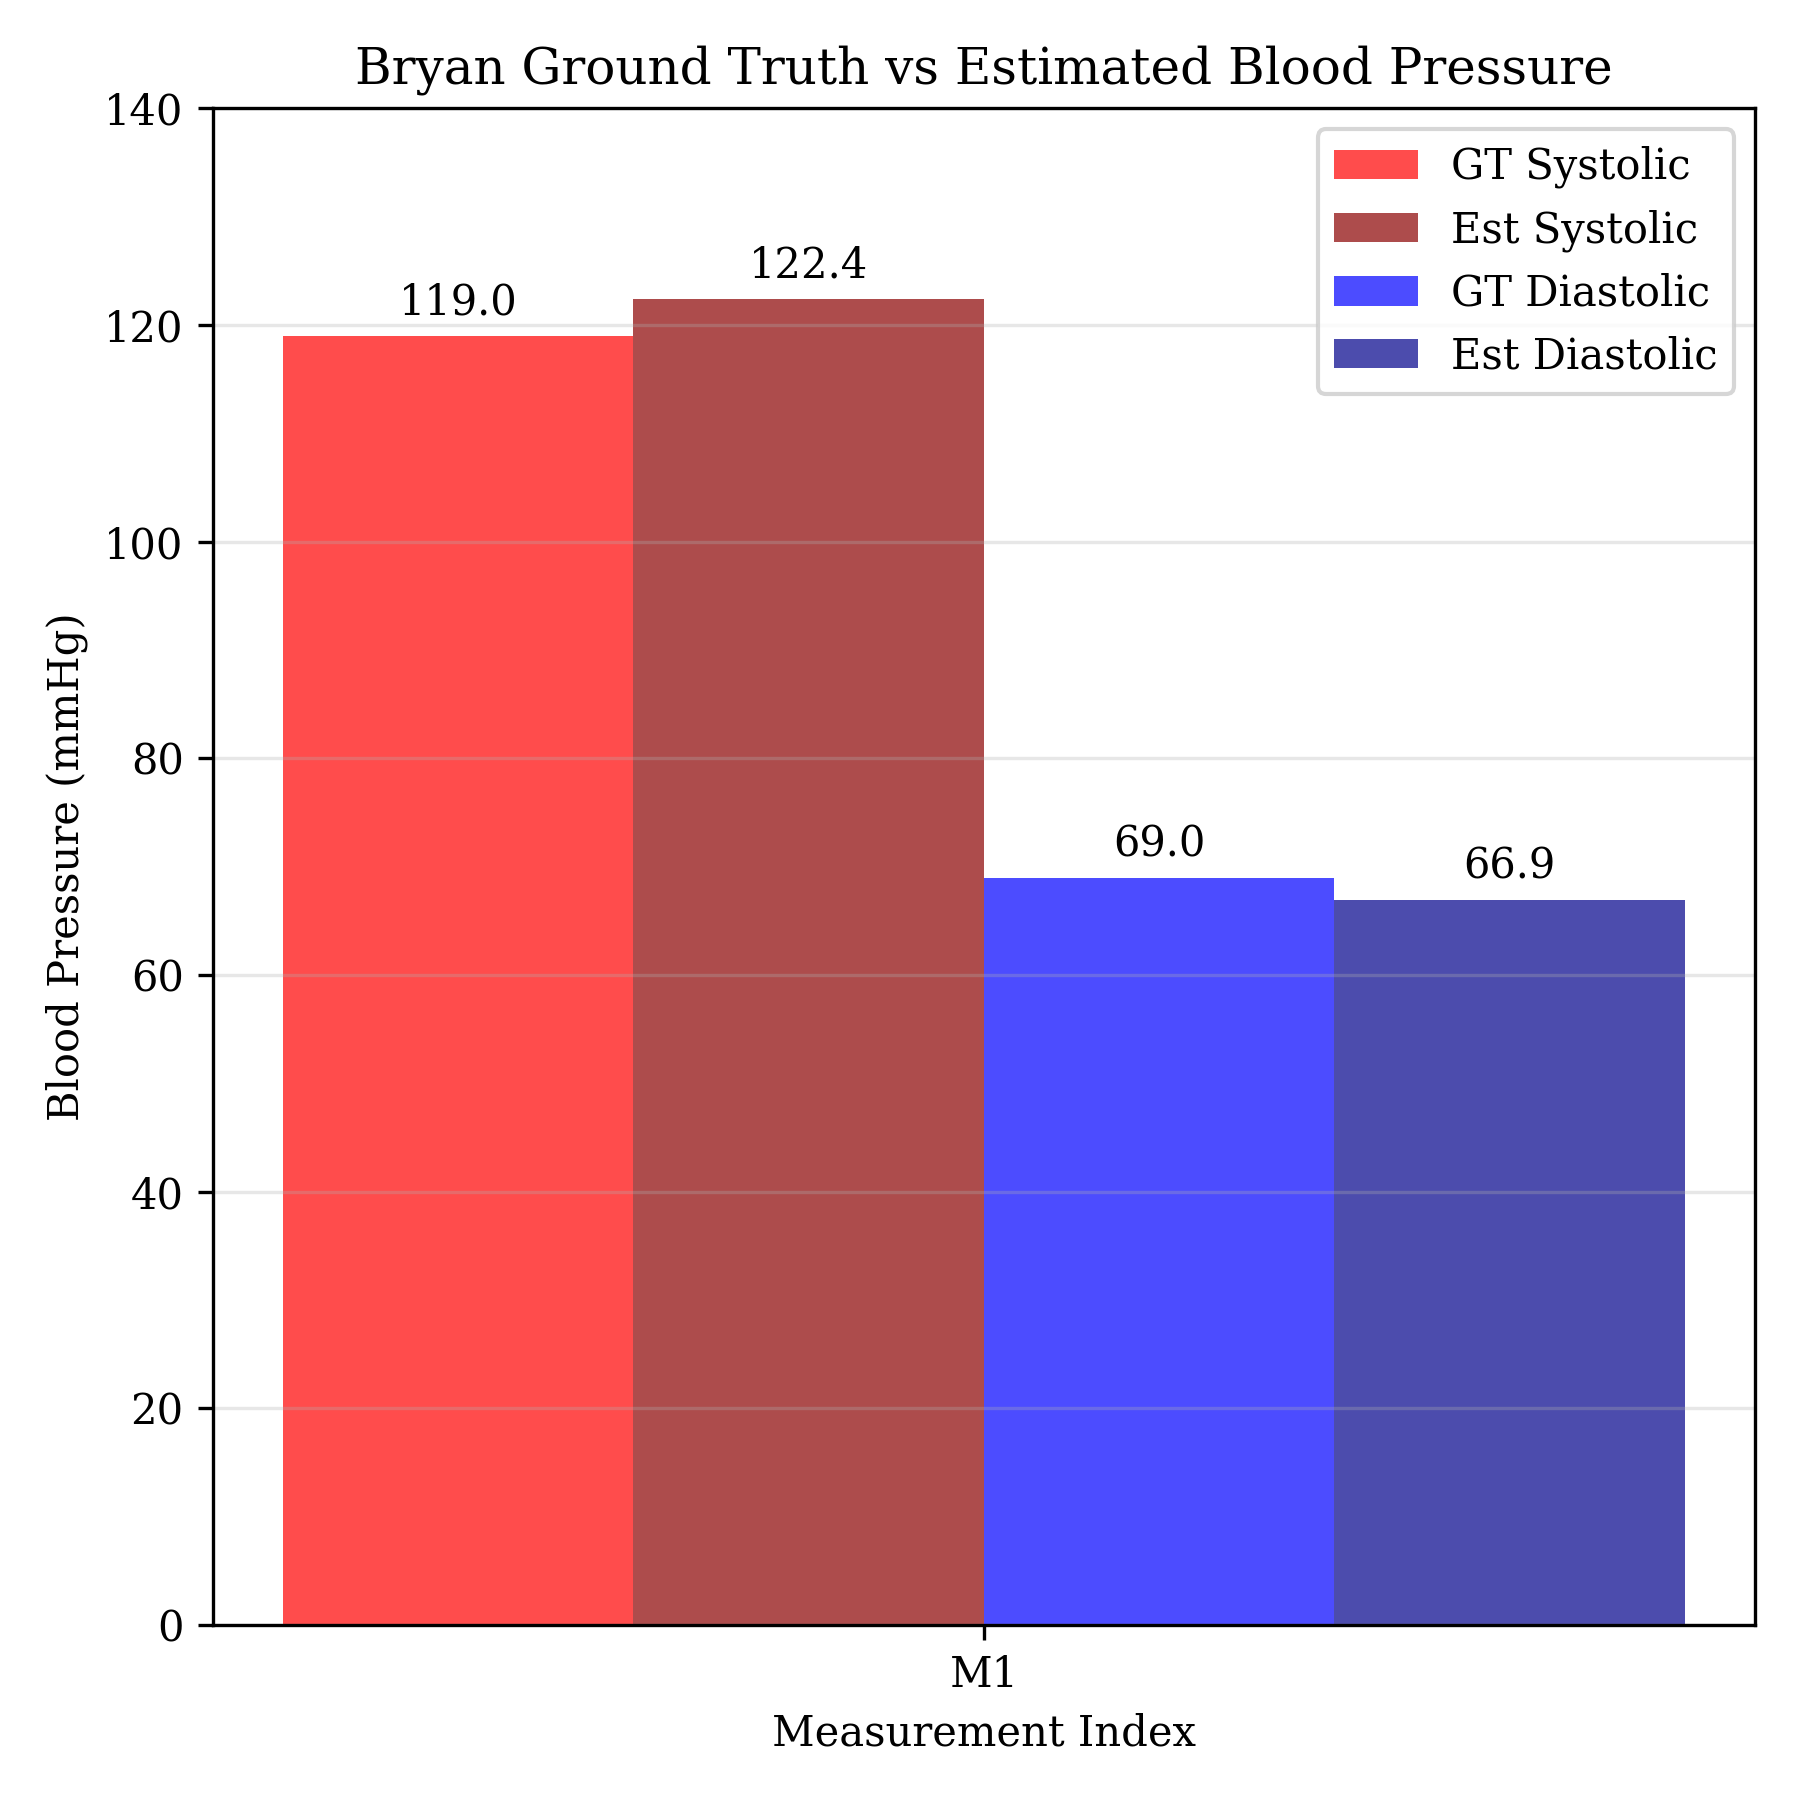 Bryan Ground Truth vs Estimated Blood Pressure
140
120
100
80
60
40
20
0
Blood Pressure (mmHg)
GT Systolic
Est Systolic
GT Diastolic
Est Diastolic
119.0
122.4
69.0
66.9
M1
Measurement Index